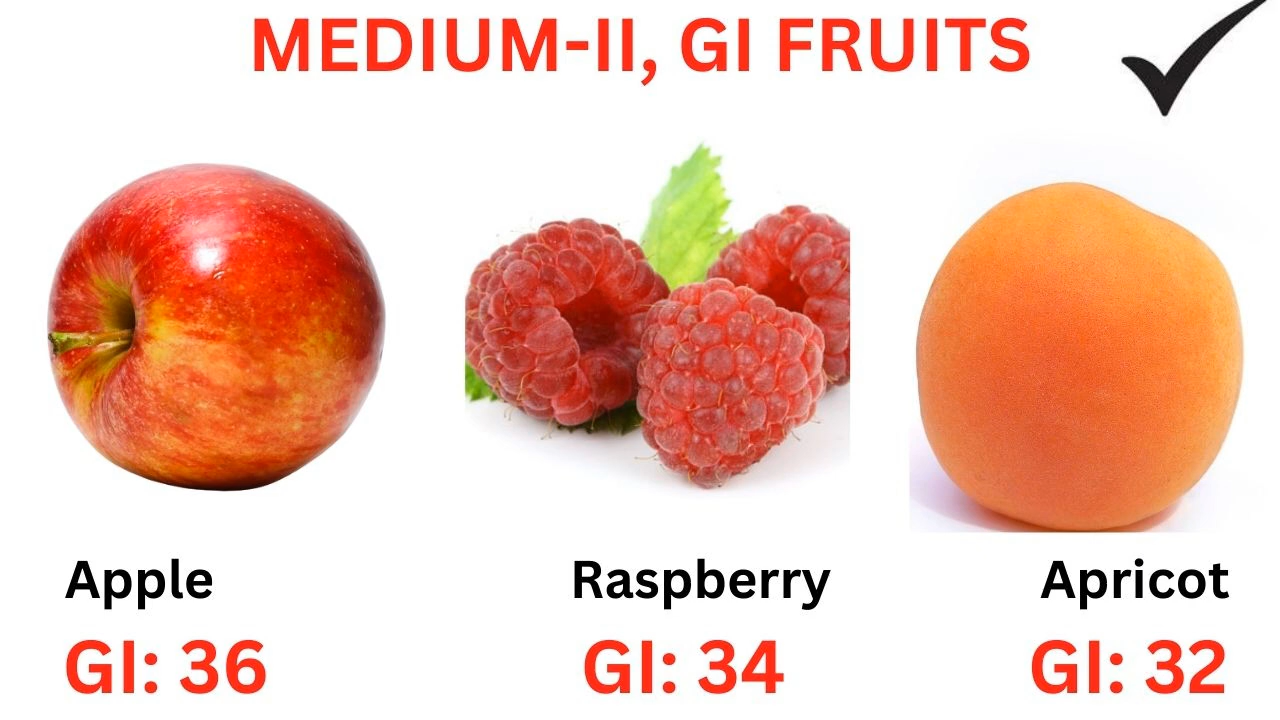 MEDIUM-II, GI FRUITS
Apple
GI: 36
Raspberry
GI: 34
Apricot
GI: 32